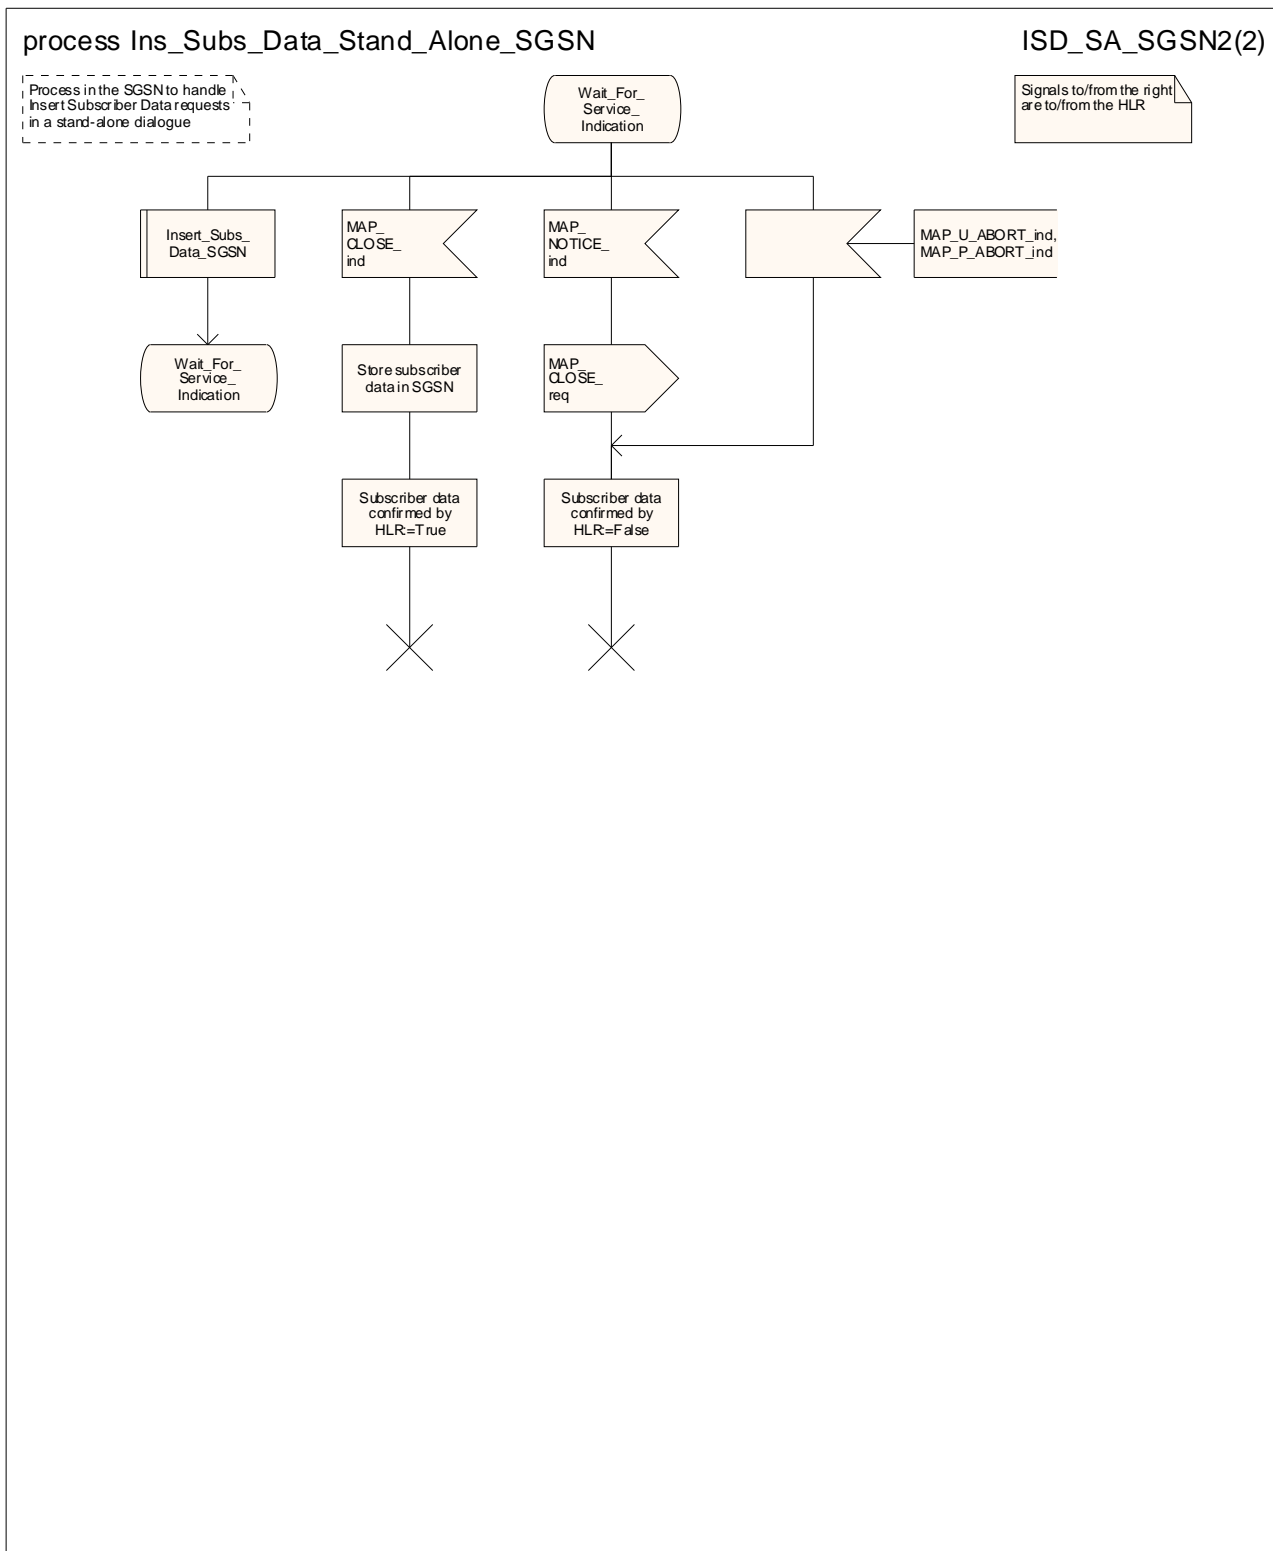 process Ins_Subs_Data_Stand_Alone_SGSN
ISD_SA_SGSN2(2)
Process in the SGSN to handle
Insert Subscriber Data requests
in a stand-alone dialogue
Wait_For_
Service_
Indication
Signals to/from the right
are to/from the HLR
Insert_Subs_
Data_SGSN
MAP_
CLOSE_
ind
MAP_
NOTICE_
ind
MAP_U_ABORT_ind,
MAP_P_ABORT_ind
Wait_For_
Service_
Indication
Store subscriber
data in SGSN
MAP_
CLOSE_
req
Subscriber data
confirmed by
HLR:=True
Subscriber data
confirmed by
HLR:=False